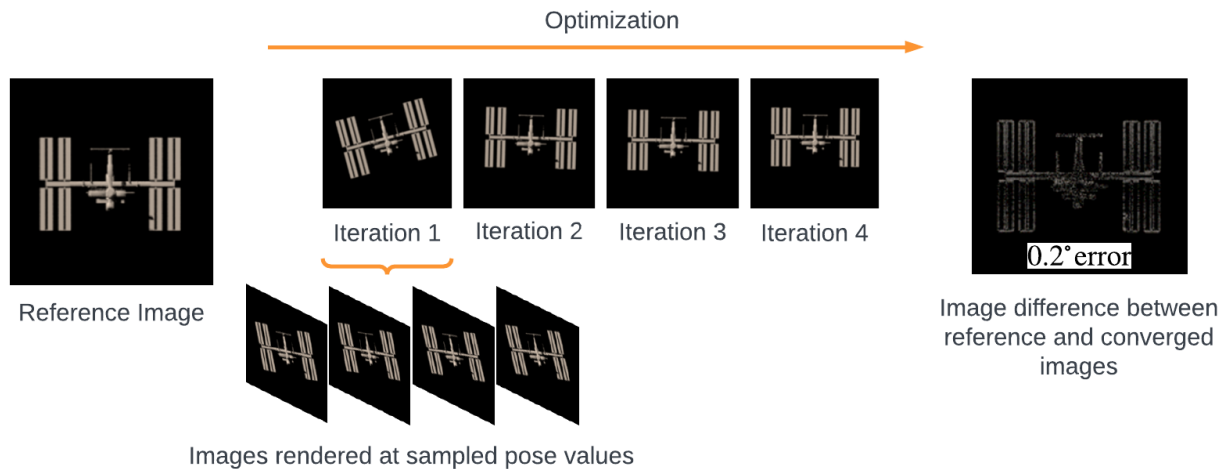 Optimization
Reference Image
Iteration 1
Iteration 2
Iteration 3
Iteration 4
Images rendered at sampled pose values
0.2° error
Image difference between
reference and converged
images